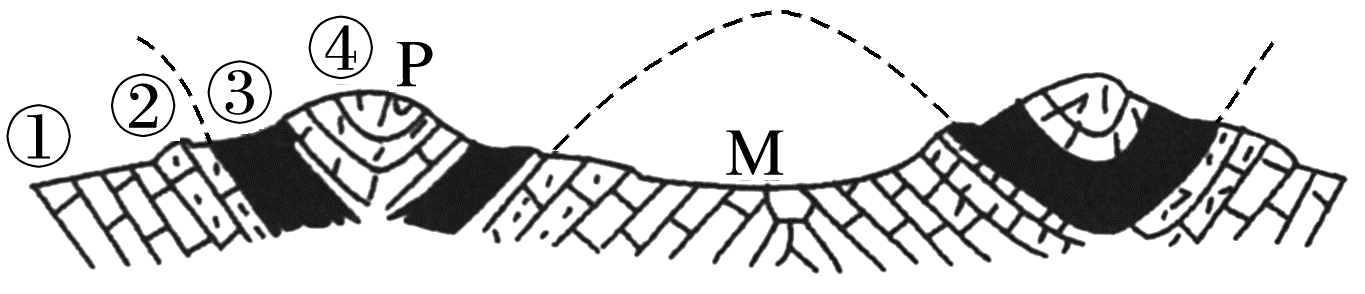 ① ② ③ ④ P
M